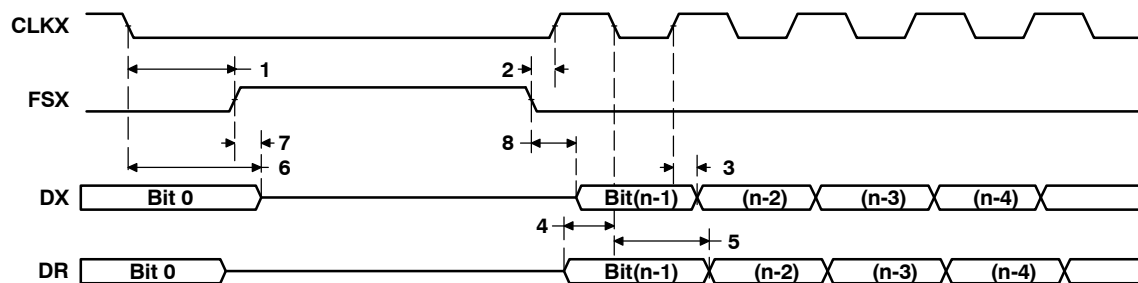 CLKX
1 2
FSX
7 8
6 3
DX Bit 0 Bit(n-1) (n-2) (n-3) (n-4)
4 5
DR Bit 0 Bit(n-1) (n-2) (n-3) (n-4)